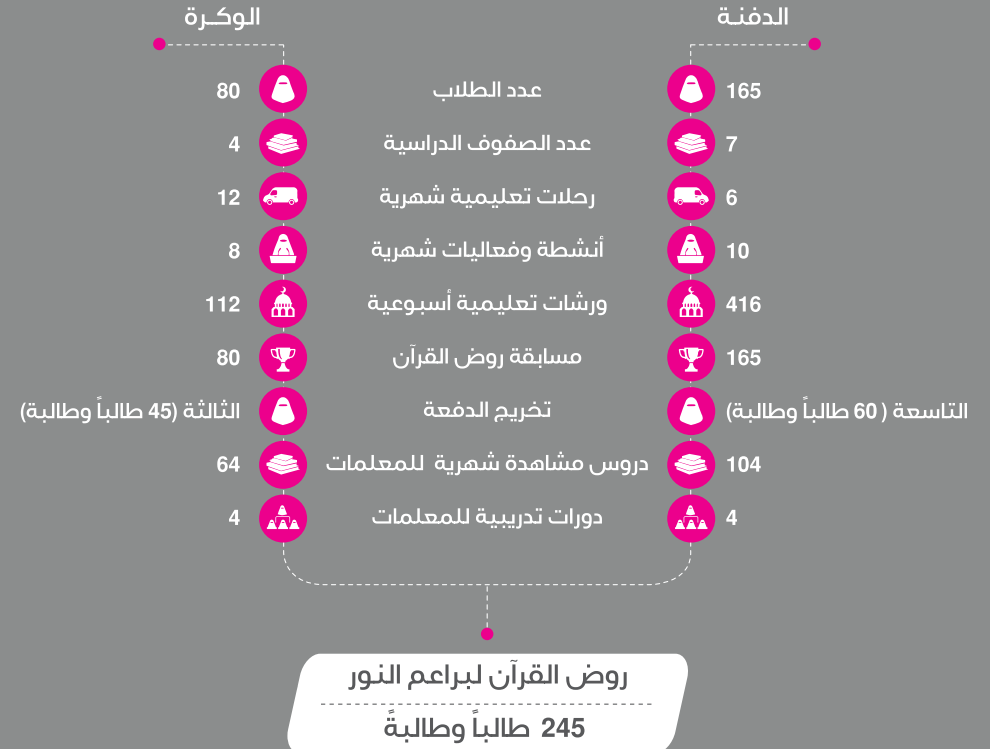 الدفنة الوكـرة
165 عدد الطلاب 80
7 عدد الصفوف الدراسية 4
6 رحلات تعليمية شهرية 12
10 أنشطة وفعاليات شهرية 8
416 ورشات تعليمية أسبوعية 112
165 مسابقة روض القرآن 80
التاسعة ( 60 طالباً وطالبة) تخريج الدفعة الثالثة (45 طالباً وطالبة)
104 دروس مشاهدة شهرية للمعلمات 64
4 دورات تدريبية للمعلمات 4
روض القرآن لبراعم النور
245 طالباً وطالبةً